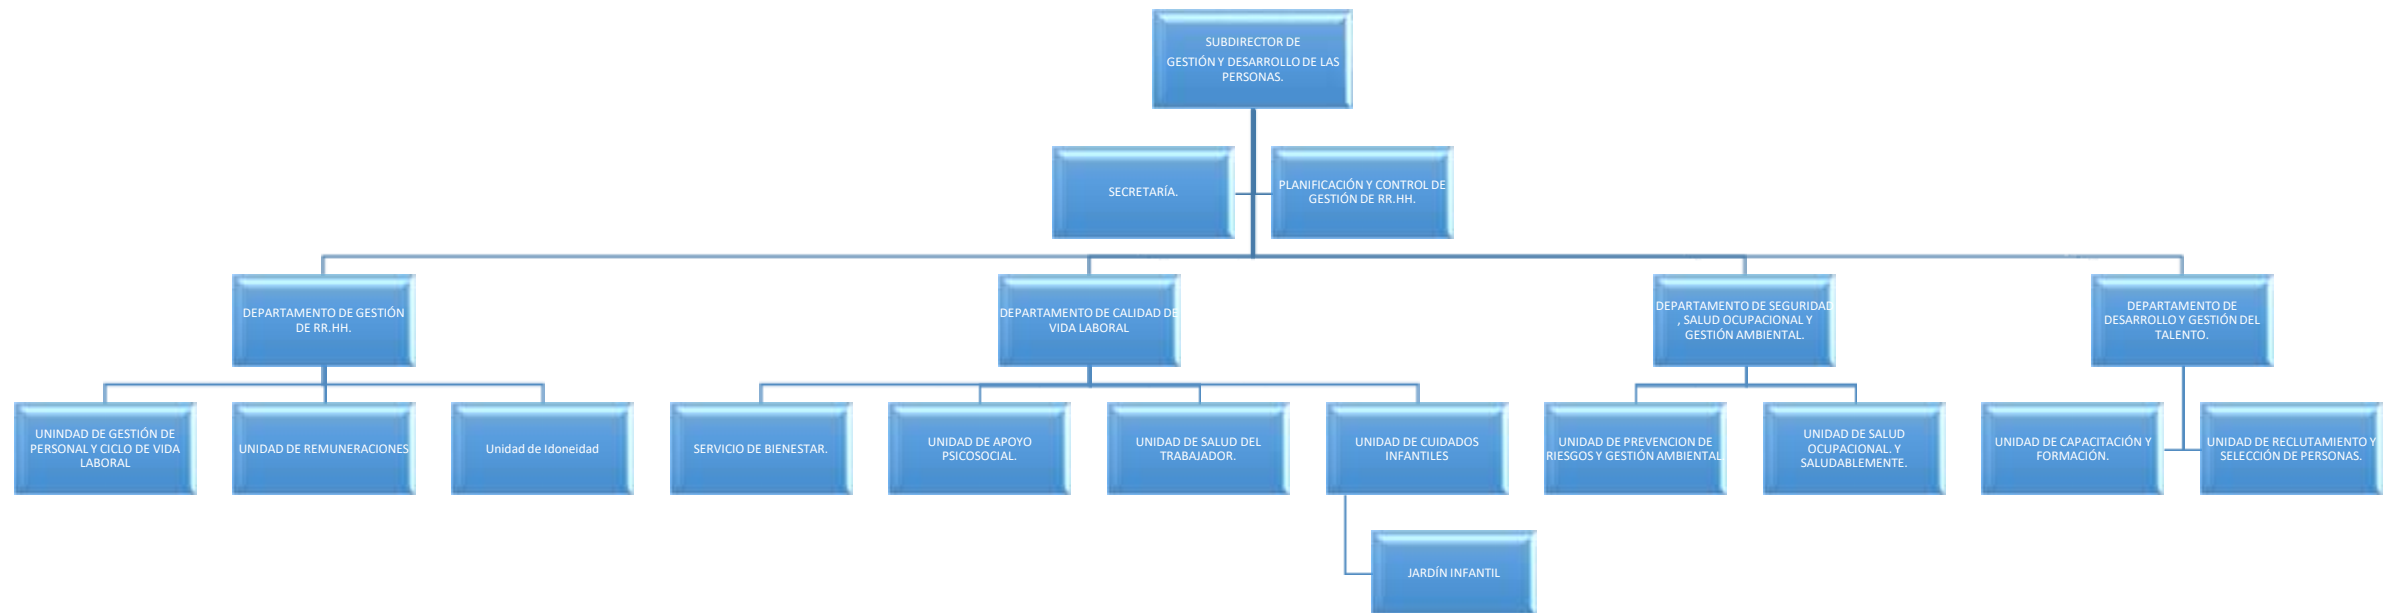 SUBDIRECTOR DE
GESTIÓN Y DESARROLLO DE LAS
PERSONAS.
SECRETARÍA.
PLANIFICACIÓN Y CONTROL DE
GESTIÓN DE RR.HH.
DEPARTAMENTO DE GESTIÓN
DE RR.HH.
DEPARTAMENTO DE CALIDAD DE
VIDA LABORAL
DEPARTAMENTO DE SEGURIDAD
, SALUD OCUPACIONAL Y
GESTIÓN AMBIENTAL.
DEPARTAMENTO DE
DESARROLLO Y GESTIÓN DEL
TALENTO.
UNINDAD DE GESTIÓN DE
PERSONAL Y CICLO DE VIDA
LABORAL
UNIDAD DE REMUNERACIONES
Unidad de Idoneidad
SERVICIO DE BIENESTAR.
UNIDAD DE APOYO
PSICOSOCIAL.
UNIDAD DE SALUD DEL
TRABAJADOR.
UNIDAD DE CUIDADOS
INFANTILES
UNIDAD DE PREVENCION DE
RIESGOS Y GESTIÓN AMBIENTAL
UNIDAD DE SALUD
OCUPACIONAL. Y
SALUDABLEMENTE.
UNIDAD DE CAPACITACIÓN Y
FORMACIÓN.
UNIDAD DE RECLUTAMIENTO Y
SELECCIÓN DE PERSONAS.
JARDÍN INFANTIL